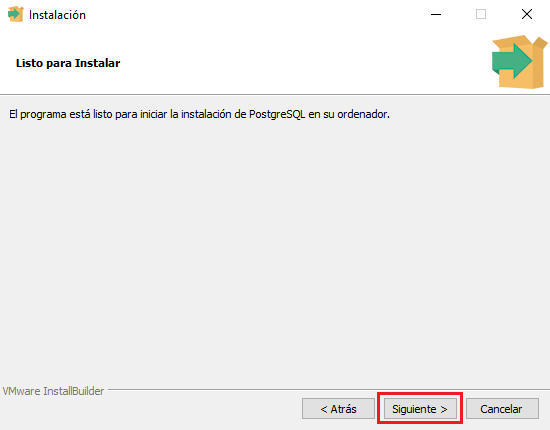 Instalación
Listo para Instalar
El programa está listo para iniciar la instalación de PostgreSQL en su ordenador.
VMware InstallBuilder
< Atrás
Siguiente >
Cancelar